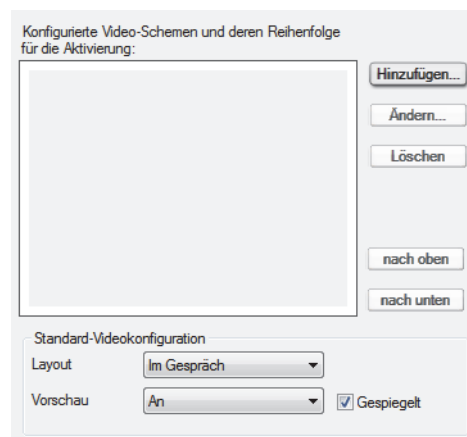 Konfigurierte Video-Schemen und deren Reihenfolge
für die Aktivierung:
Hinzufügen...
Ändern...
Löschen
nach oben
nach unten
Standard-Videokonfiguration
Layout
Im Gespräch
Vorschau
An
Gespiegelt